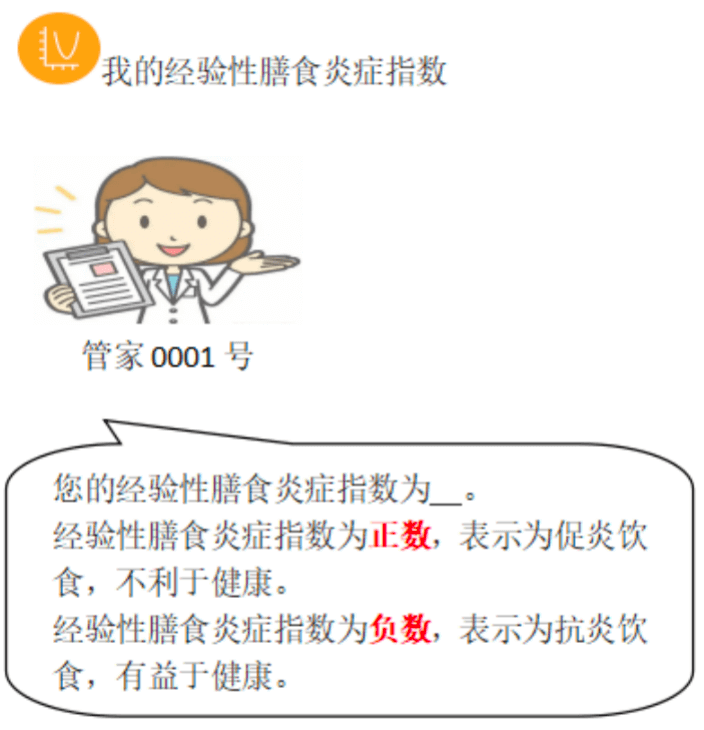 我的经验性膳食炎症指数
管家 0001 号
您的经验性膳食炎症指数为__。
经验性膳食炎症指数为正数，表示为促炎饮
食，不利于健康。
经验性膳食炎症指数为负数，表示为抗炎饮
食，有益于健康。